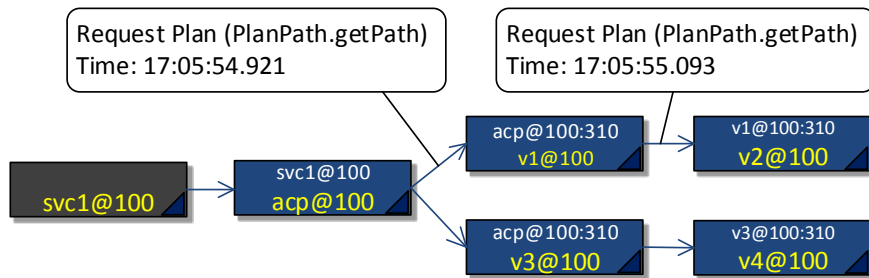 Request Plan (PlanPath.getPath)
Time: 17:05:54.921
Request Plan (PlanPath.getPath)
Time: 17:05:55.093
svc1@100
svc1@100
acp@100
acp@100:310
v1@100
v1@100:310
v2@100
acp@100:310
v3@100
v3@100:310
v4@100